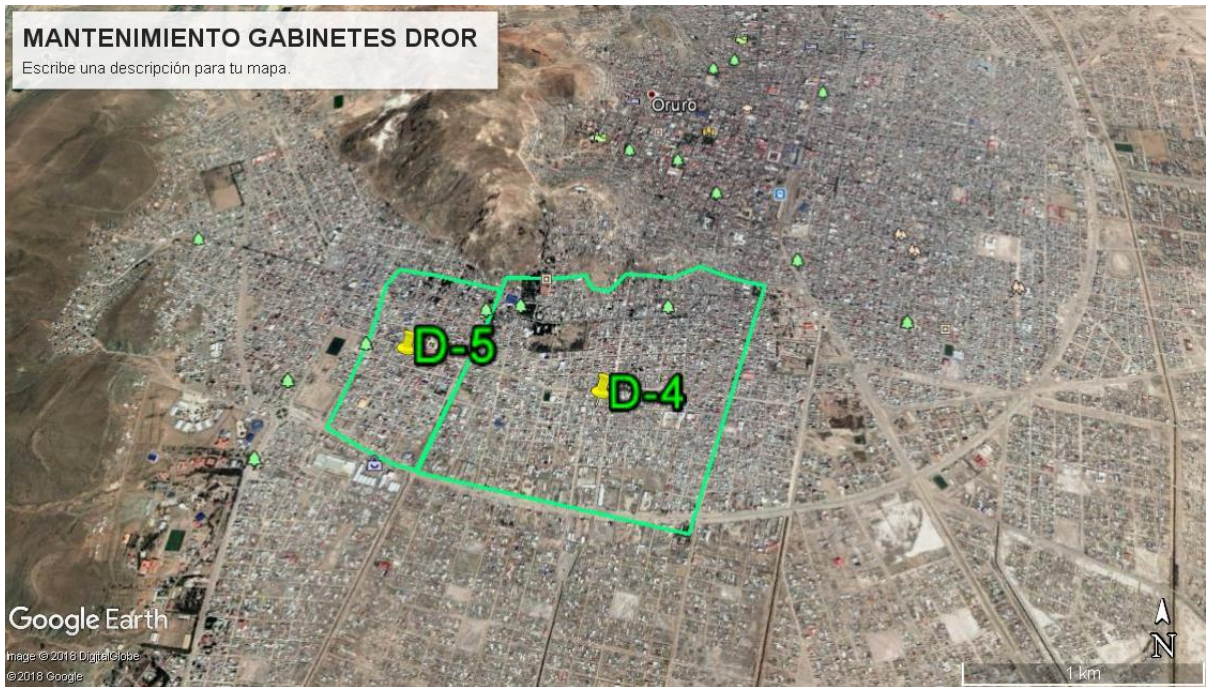 MANTENIMIENTO GABINETES DROR
Escribe una descripción para tu mapa.
Oruro
D-5
D-4
Google Earth
Image © 2018 DigitalGlobe
©2018 Google
N
1 km